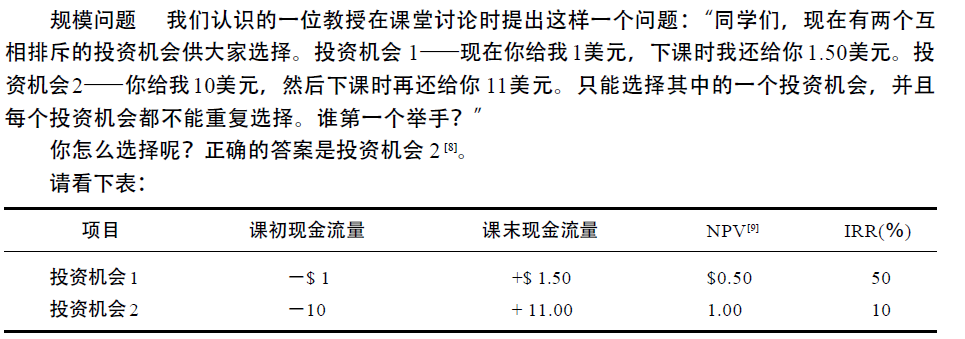 规模问题 我们认识的一位教授在课堂讨论时提出这样一个问题:“同学们,现在有两个互
相排斥的投资机会供大家选择。投资机会 1——现在你给我1美元,下课时我还给你1.50美元。投
资机会2——你给我10美元,然后下课时再还给你 11美元。只能选择其中的一个投资机会,并且
每个投资机会都不能重复选择。谁第一个举手?”
你怎么选择呢?正确的答案是投资机会 2 [8]。
请看下表:
项目 课初现金流量 课末现金流量 NPV[9] IRR(%)
投资机会1 －$ 1 +$ 1.50 $0.50 50
投资机会2 －10 + 11.00 1.00 10